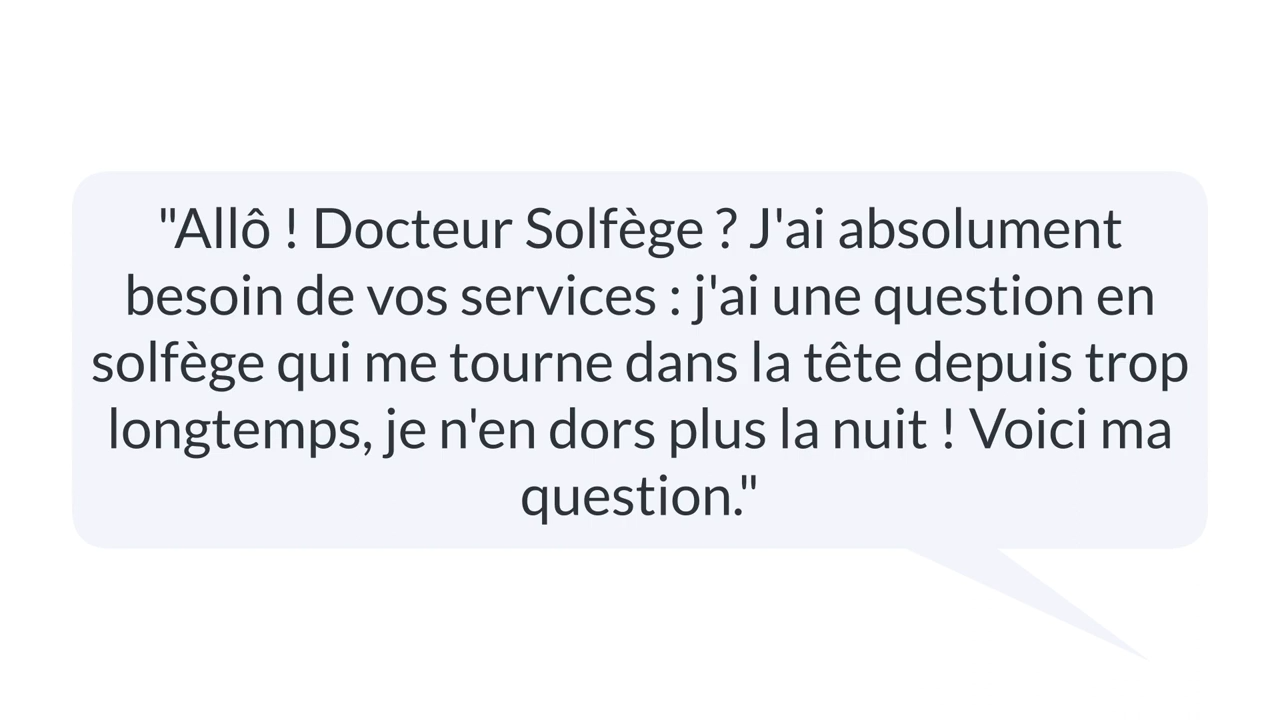 "Allô ! Docteur Solfège ? J'ai absolument
besoin de vos services : j'ai une question en
solfège qui me tourne dans la tête depuis trop
longtemps, je n'en dors plus la nuit ! Voici ma
question."